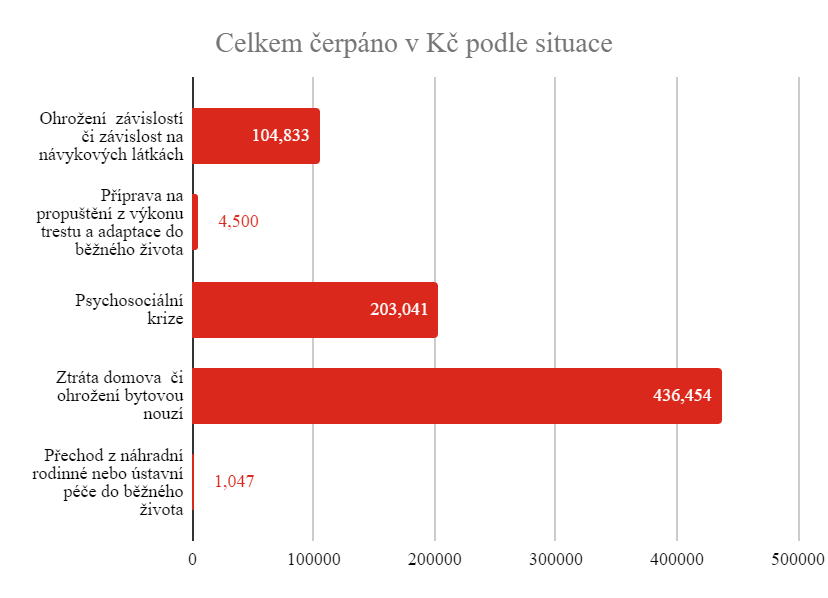 Celkem čerpáno v Kč podle situace
Ohrožení  závislostí
či závislost na
návykových látkách
104,833
Příprava na
propuštění z výkonu
trestu a adaptace do
běžného života
4,500
Psychosociální
krize
203,041
Ztráta domova  či
ohrožení bytovou
nouzí
436,454
Přechod z náhradní
rodinné nebo ústavní
péče do běžného
života
1,047
0 100000 200000 300000 400000 500000